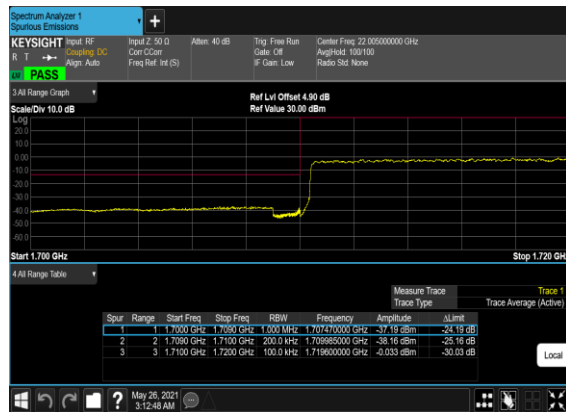 Spectrum Analyzer 1
Spurious Emissions
KEYSIGHT
R T
PASS
Input: RF
Coupling: DC
Align: Auto
Input Z: 50 Ω
Corr CCorr
Freq Ref: Int (S)
Atten: 40 dB
Trig: Free Run
Gate: Off
IF Gain: Low
Center Freq: 22.005000000 GHz
Avg|Hold: 100/100
Radio Std: None
3 All Range Graph
Scale/Div 10.0 dB
Ref Lvl Offset 4.90 dB
Ref Value 30.00 dBm
Log
20.0
10.0
0.00
-10.0
-20.0
-30.0
-40.0
-50.0
-60.0
Start 1.700 GHz
Stop 1.720 GH
4 All Range Table
Measure Trace Trace 1
Trace Type Trace Average (Active)
Spur Range Start Freq Stop Freq RBW Frequency Amplitude ΔLimit
1 1 1.7000 GHz 1.7090 GHz 1.000 MHz 1.707470000 GHz -37.19 dBm -24.19 dB
2 2 1.7090 GHz 1.7100 GHz 200.0 kHz 1.709985000 GHz -38.16 dBm -25.16 dB
3 3 1.7100 GHz 1.7200 GHz 100.0 kHz 1.719600000 GHz -0.033 dBm -30.03 dB
Local
May 26, 2021
3:12:48 AM